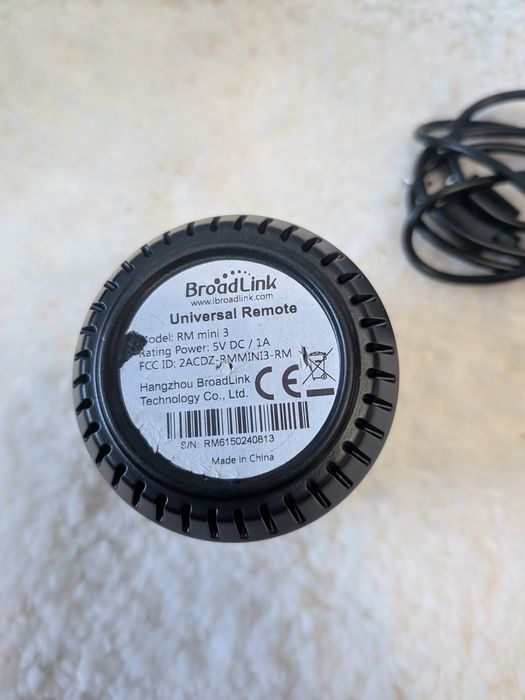 BroadLink
www.ibroadlink.com
Universal Remote
Model: RM mini 3
Rating Power: 5V DC / 1A
FCC ID: 2ACDZ-RMMINI3-RM
Hangzhou BroadLink
Technology Co., Ltd.
CE
S/N: RM6150240813
Made in China